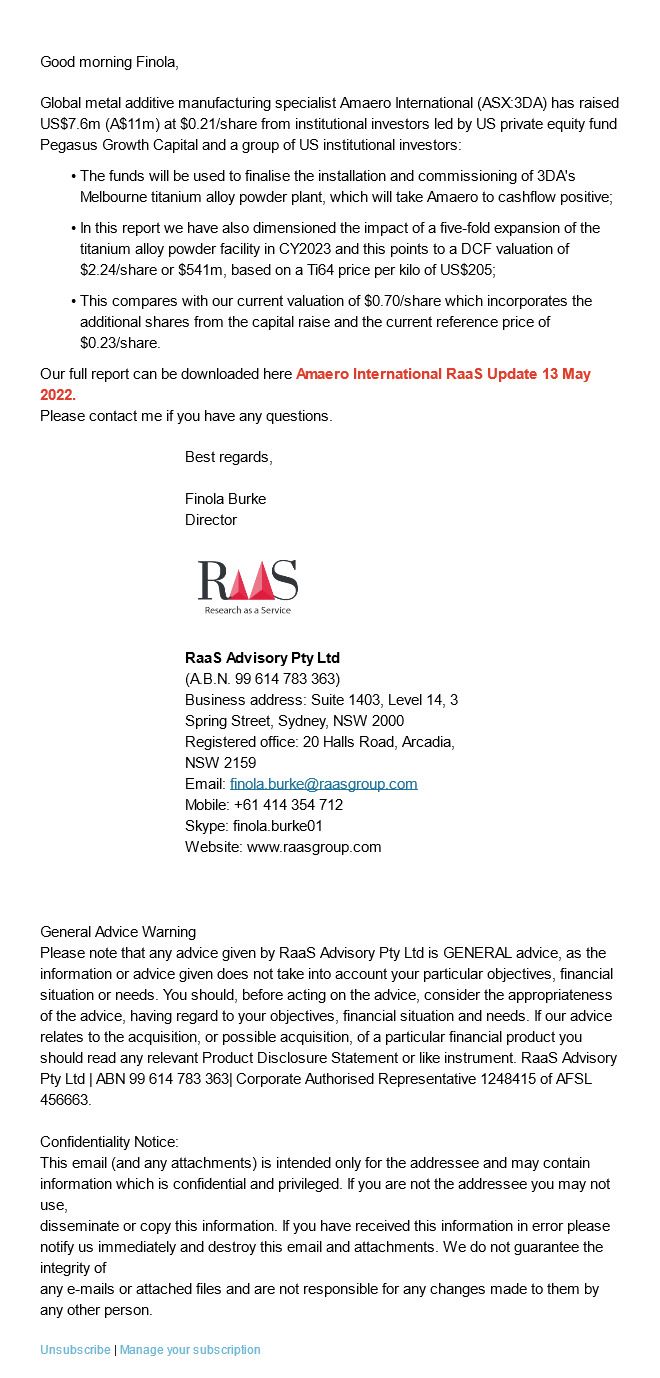 Good morning Finola,
Global metal additive manufacturing specialist Amaero International (ASX:3DA) has raised
US$7.6m (A$11m) at $0.21/share from institutional investors led by US private equity fund
Pegasus Growth Capital and a group of US institutional investors:
• The funds will be used to finalise the installation and commissioning of 3DA's
Melbourne titanium alloy powder plant, which will take Amaero to cashflow positive;
• In this report we have also dimensioned the impact of a five-fold expansion of the
titanium alloy powder facility in CY2023 and this points to a DCF valuation of
$2.24/share or $541m, based on a Ti64 price per kilo of US$205;
• This compares with our current valuation of $0.70/share which incorporates the
additional shares from the capital raise and the current reference price of
$0.23/share.
Our full report can be downloaded here Amaero International RaaS Update 13 May
2022.
Please contact me if you have any questions.
Best regards,
Finola Burke
Director
RAAS
Research as a Service
RaaS Advisory Pty Ltd
(A.B.N. 99 614 783 363)
Business address: Suite 1403, Level 14, 3
Spring Street, Sydney, NSW 2000
Registered office: 20 Halls Road, Arcadia,
NSW 2159
Email: finola.burke@raasgroup.com
Mobile: +61 414 354 712
Skype: finola.burke01
Website: www.raasgroup.com
General Advice Warning
Please note that any advice given by RaaS Advisory Pty Ltd is GENERAL advice, as the
information or advice given does not take into account your particular objectives, financial
situation or needs. You should, before acting on the advice, consider the appropriateness
of the advice, having regard to your objectives, financial situation and needs. If our advice
relates to the acquisition, or possible acquisition, of a particular financial product you
should read any relevant Product Disclosure Statement or like instrument. RaaS Advisory
Pty Ltd | ABN 99 614 783 363| Corporate Authorised Representative 1248415 of AFSL
456663.
Confidentiality Notice:
This email (and any attachments) is intended only for the addressee and may contain
information which is confidential and privileged. If you are not the addressee you may not
use,
disseminate or copy this information. If you have received this information in error please
notify us immediately and destroy this email and attachments. We do not guarantee the
integrity of
any e-mails or attached files and are not responsible for any changes made to them by
any other person.
Unsubscribe | Manage your subscription